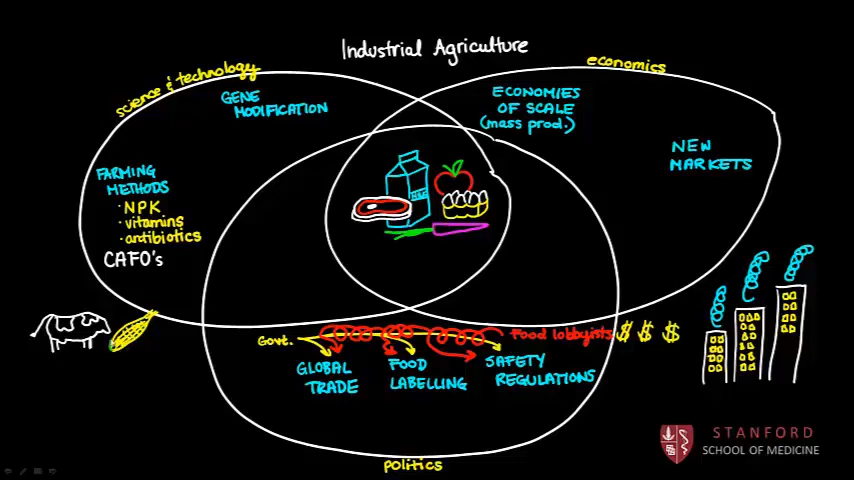 Industrial Agriculture
science & technology
economics
GENE
MODIFICATION
ECONOMIES
OF SCALE
(mass prod.)
NEW
MARKETS
FARMING
METHODS
· NPK
· vitamins
· antibiotics
CAFO's
Govt.
Food lobbyists $ $ $
GLOBAL
TRADE
FOOD
LABELLING
SAFETY
REGULATIONS
politics
STANFORD
SCHOOL OF MEDICINE